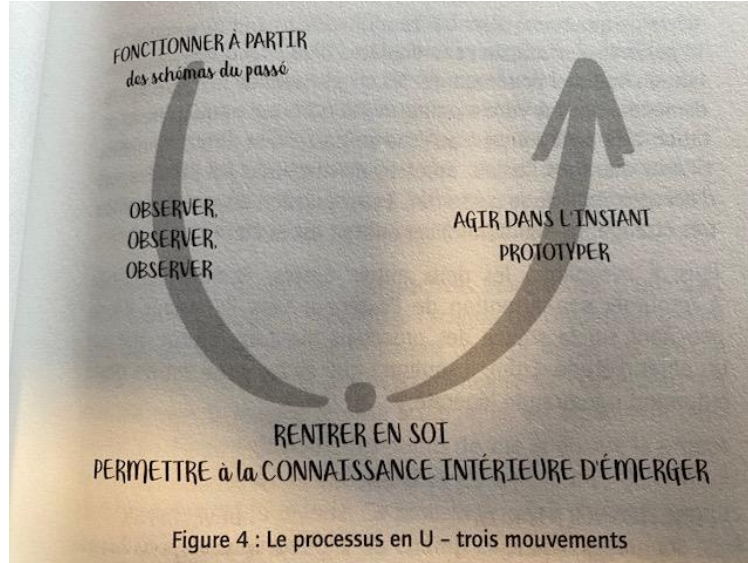 FONCTIONNER À PARTIR
des schémas du passé
OBSERVER,
OBSERVER,
OBSERVER
AGIR DANS L'INSTANT
PROTOTYPER
RENTRER EN SOI
PERMETTRE à la CONNAISSANCE INTÉRIEURE D'ÉMERGER
Figure 4 : Le processus en U – trois mouvements